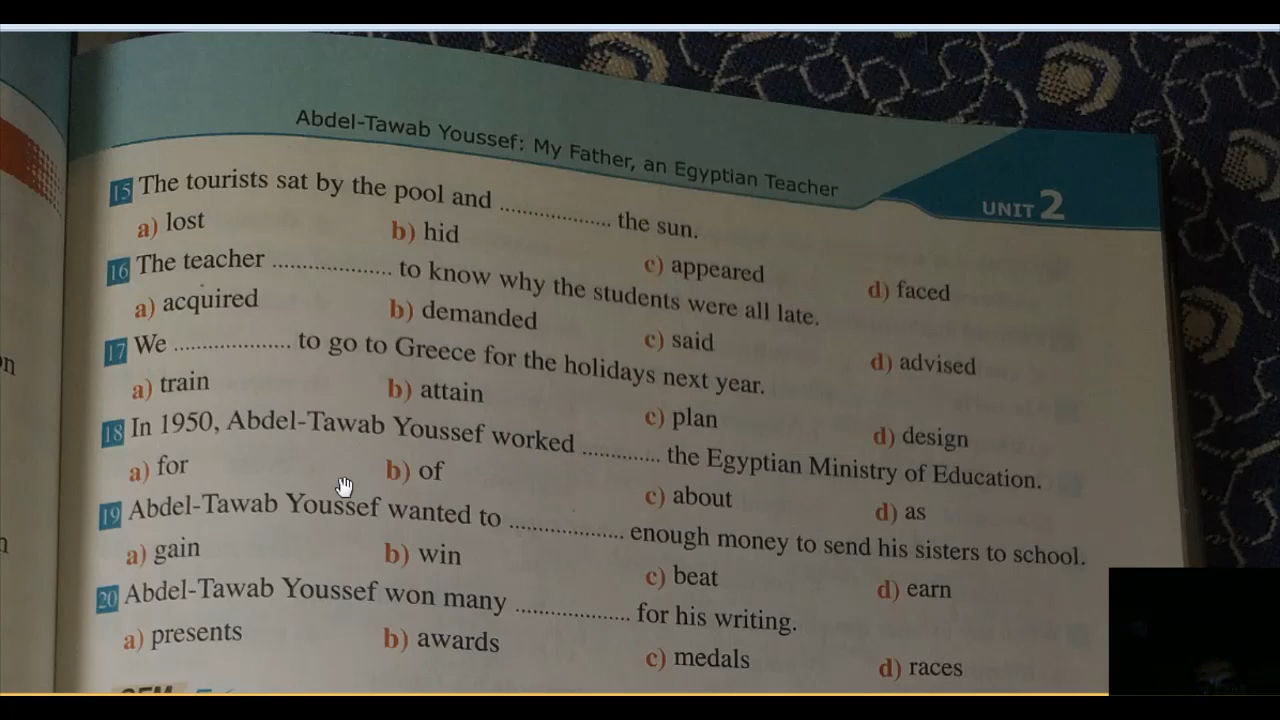 Abdel-Tawab Youssef: My Father, an Egyptian Teacher
UNIT 2
15 The tourists sat by the pool and .................... the sun.
a) lost b) hid c) appeared d) faced
16 The teacher .................... to know why the students were all late.
a) acquired b) demanded c) said d) advised
17 We .................... to go to Greece for the holidays next year.
a) train b) attain c) plan d) design
18 In 1950, Abdel-Tawab Youssef worked ............. the Egyptian Ministry of Education.
a) for b) of c) about d) as
19 Abdel-Tawab Youssef wanted to .................... enough money to send his sisters to school.
a) gain b) win c) beat d) earn
20 Abdel-Tawab Youssef won many .................... for his writing.
a) presents b) awards c) medals d) races